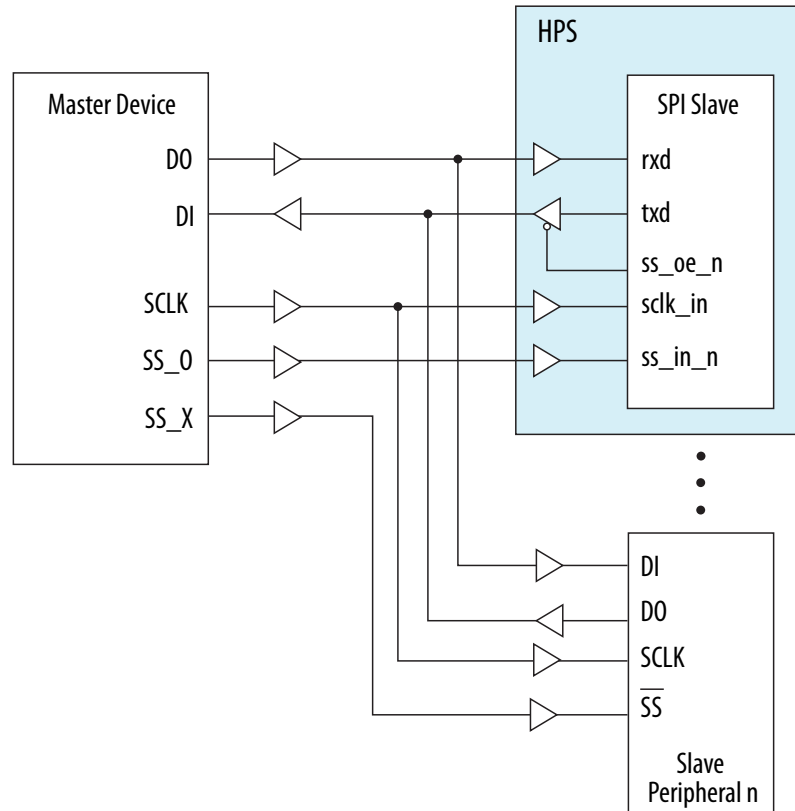 HPS
Master Device
SPI Slave
DO
rxd
DI
txd
ss_oe_n
SCLK
sclk_in
SS_0
ss_in_n
SS_X
DI
DO
SCLK
S̅S̅
Slave
Peripheral n